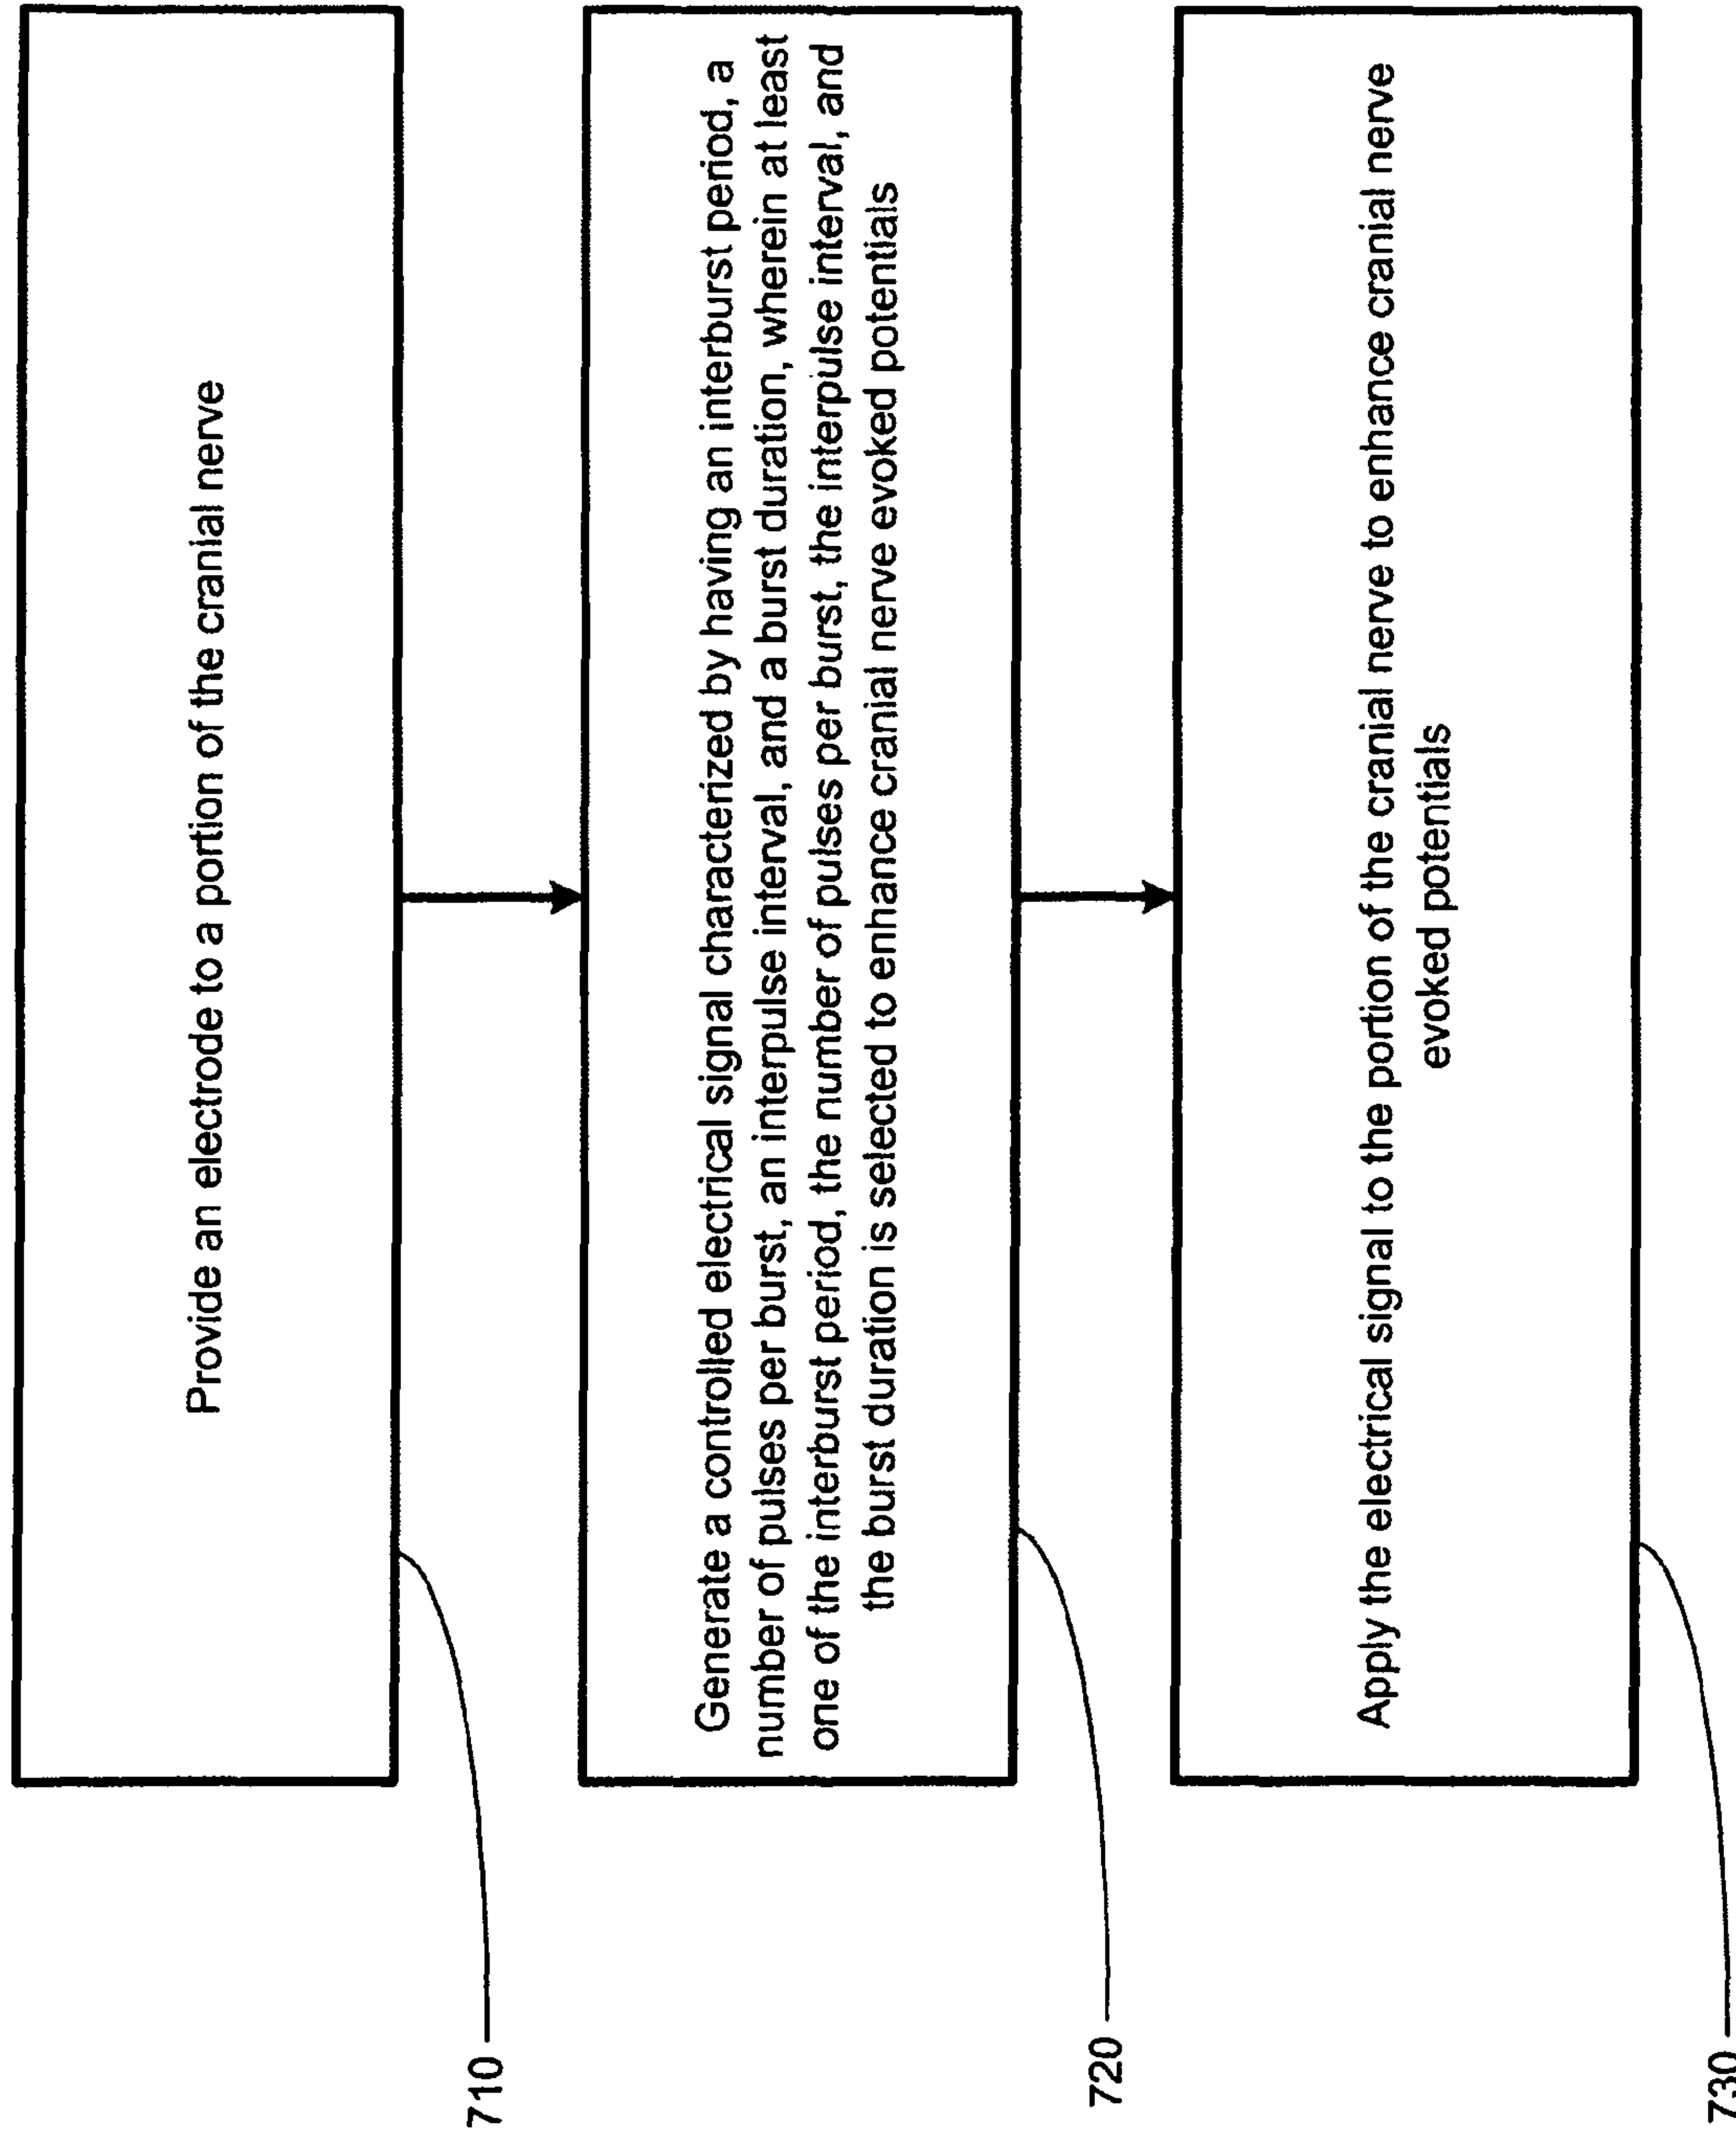 Provide an electrode to a portion of the cranial nerve
710
Generate a controlled electrical signal characterized by having an interburst period, a
number of pulses per burst, an interpulse interval, and a burst duration, wherein at least
one of the interburst period, the number of pulses per burst, the interpulse interval, and
the burst duration is selected to enhance cranial nerve evoked potentials
720
Apply the electrical signal to the portion of the cranial nerve to enhance cranial nerve
evoked potentials
730